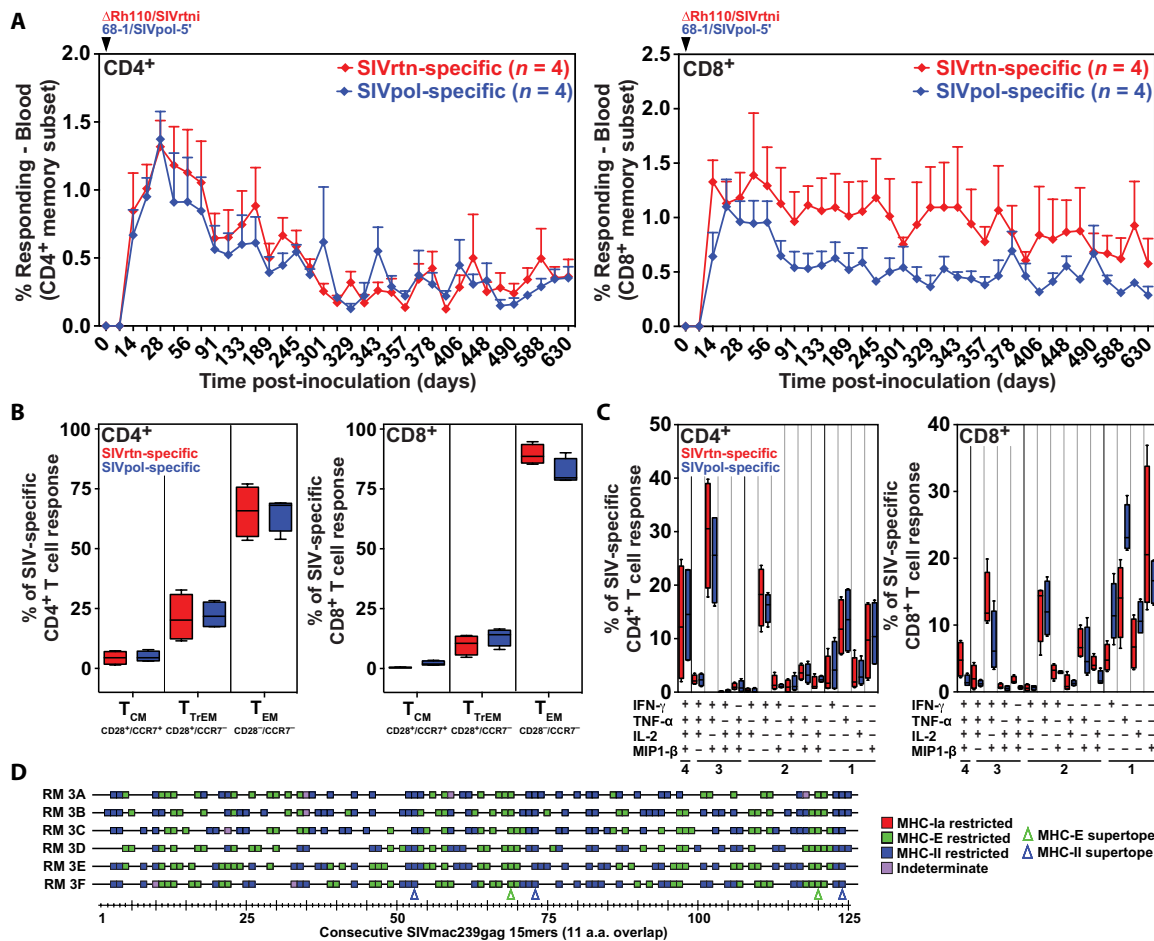 A
ΔRh110/SIVrtni
68-1/SIVpol-5'
CD4+
SIVrtn-specific (n = 4)
SIVpol-specific (n = 4)
% Responding - Blood
(CD4+ memory subset)
2.0
1.5
1.0
0.5
0.0
0 14 28 56 91 133 189 245 301 329 343 357 378 406 448 490 588 630
Time post-inoculation (days)
ΔRh110/SIVrtni
68-1/SIVpol-5'
CD8+
SIVrtn-specific (n = 4)
SIVpol-specific (n = 4)
% Responding - Blood
(CD8+ memory subset)
2.5
2.0
1.5
1.0
0.5
0.0
0 14 28 56 91 133 189 245 301 329 343 357 378 406 448 490 588 630
Time post-inoculation (days)
B
CD4+
SIVrtn-specific
SIVpol-specific
% of SIV-specific
CD4+ T cell response
100
75
50
25
0
TCM TTrEM TEM
CD28+/CCR7+ CD28+/CCR7− CD28−/CCR7−
CD8+
% of SIV-specific
CD8+ T cell response
100
75
50
25
0
TCM TTrEM TEM
CD28+/CCR7+ CD28+/CCR7− CD28−/CCR7−
C
CD4+
SIVrtn-specific
SIVpol-specific
% of SIV-specific
CD4+ T cell response
50
40
30
20
10
0
IFN-γ + + + − + + + − − − + − − −
TNF-α + + + + − + − + − + − + − − −
IL-2
MIP1-β
4 3 2 1
CD8+
% of SIV-specific
CD8+ T cell response
40
30
20
10
0
IFN-γ
TNF-α
IL-2
MIP1-β
4 3 2 1
D
RM 3A
RM 3B
RM 3C
RM 3D
RM 3E
RM 3F
1 25 50 75 100 125
Consecutive SIVmac239gag 15mers (11 a.a. overlap)
MHC-Ia restricted
MHC-E restricted
MHC-II restricted
Indeterminate
MHC-E supertope
MHC-II supertope